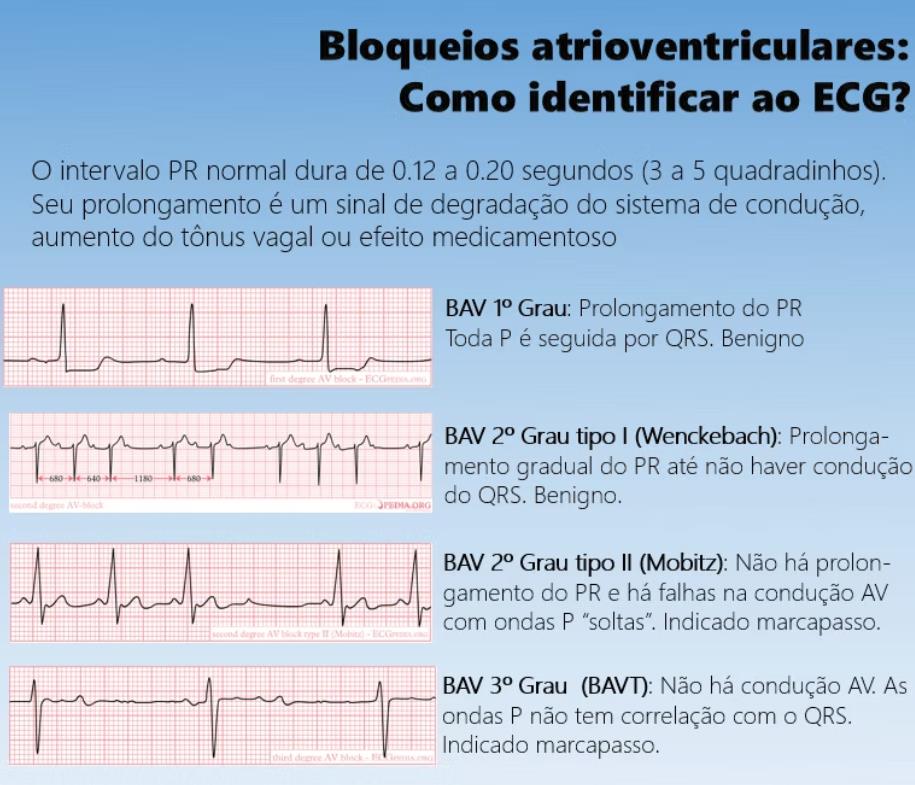 Bloqueios atrioventriculares:
Como identificar ao ECG?
O intervalo PR normal dura de 0.12 a 0.20 segundos (3 a 5 quadradinhos).
Seu prolongamento é um sinal de degradação do sistema de condução,
aumento do tônus vagal ou efeito medicamentoso
BAV 1º Grau: Prolongamento do PR
Toda P é seguida por QRS. Benigno
first degree AV block - ECGPEDIA.ORG
BAV 2º Grau tipo I (Wenckebach): Prolonga-
mento gradual do PR até não haver condução
do QRS. Benigno.
680 640 1180 680
second degree AV-block ECGPEDIA.ORG
BAV 2º Grau tipo II (Mobitz): Não há prolon-
gamento do PR e há falhas na condução AV
com ondas P “soltas”. Indicado marcapasso.
second degree AV block type II (Mobitz) - ECGPEDIA.ORG
BAV 3º Grau (BAVT): Não há condução AV. As
ondas P não tem correlação com o QRS.
Indicado marcapasso.
third degree AV block - ECGPEDIA.ORG